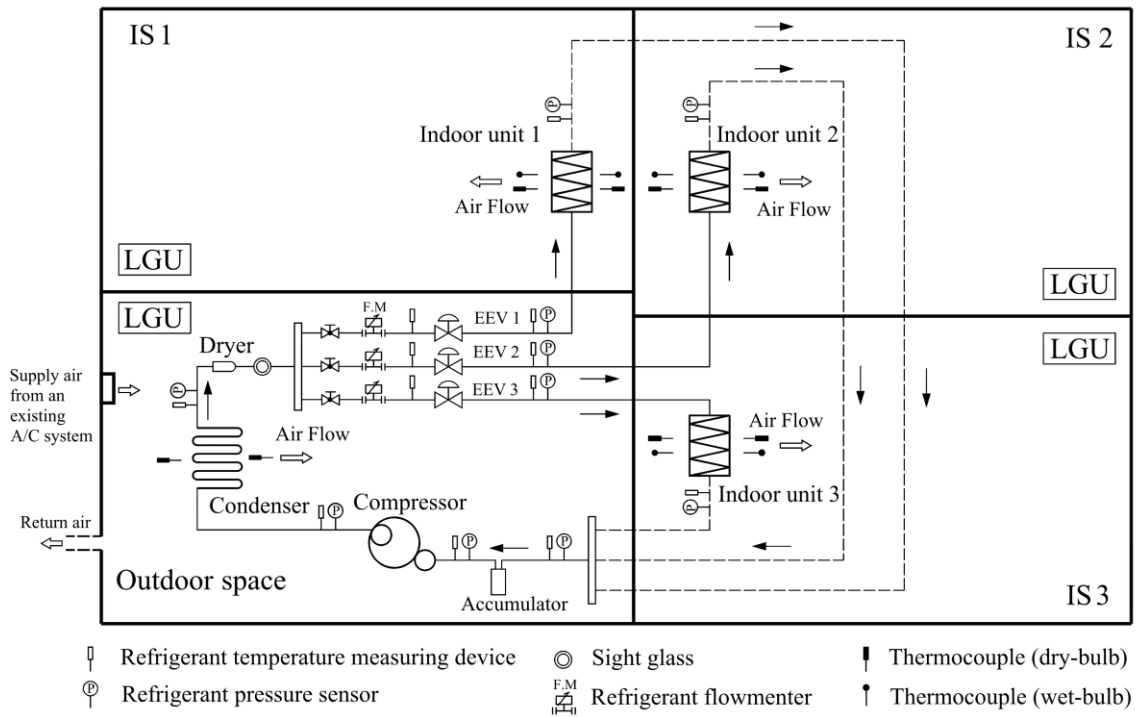 IS 1
IS 2
P
P
Indoor unit 1
Indoor unit 2
Air Flow
Air Flow
LGU
LGU
LGU
LGU
F.M
EEV 1
P
Dryer
EEV 2
P
Supply air
from an
existing
A/C system
P
EEV 3
P
Air Flow
Air Flow
Condenser
Compressor
Indoor unit 3
P
Return air
P
P
P
Outdoor space
Accumulator
IS 3
Refrigerant temperature measuring device
Sight glass
Thermocouple (dry-bulb)
P
Refrigerant pressure sensor
F.M
Refrigerant flowmenter
Thermocouple (wet-bulb)